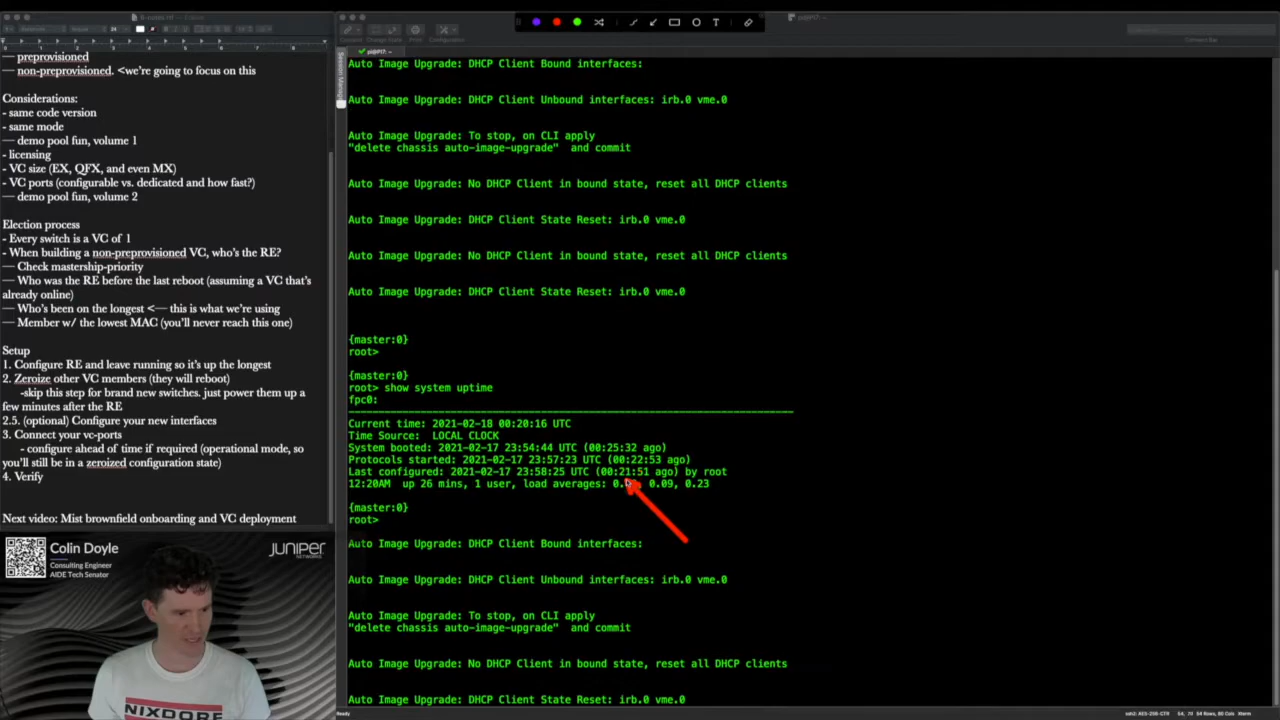 — preprovisioned
— non-preprovisioned. <we're going to focus on this
Considerations:
- same code version
- same mode
— demo pool fun, volume 1
- licensing
- VC size (EX, QFX, and even MX)
- VC ports (configurable vs. dedicated and how fast?)
— demo pool fun, volume 2
Election process
- Every switch is a VC of 1
- When building a non-preprovisioned VC, who's the RE?
— Check mastership-priority
— Who was the RE before the last reboot (assuming a VC that's
already online)
— Who's been on the longest <— this is what we're using
— Member w/ the lowest MAC (you'll never reach this one)
Setup
1. Configure RE and leave running so it's up the longest
2. Zeroize other VC members (they will reboot)
-skip this step for brand new switches. just power them up a
few minutes after the RE
2.5. (optional) Configure your new interfaces
3. Connect your vc-ports
- configure ahead of time if required (operational mode, so
you'll still be in a zeroized configuration state)
4. Verify
Next video: Mist brownfield onboarding and VC deployment
Colin Doyle
Consulting Engineer
AIDE Tech Senator
JUNIPER
NETWORKS
NIXDORF
T
Auto Image Upgrade: DHCP Client Bound interfaces:
Auto Image Upgrade: DHCP Client Unbound interfaces: irb.0 vme.0
Auto Image Upgrade: To stop, on CLI apply
"delete chassis auto-image-upgrade" and commit
Auto Image Upgrade: No DHCP Client in bound state, reset all DHCP clients
Auto Image Upgrade: DHCP Client State Reset: irb.0 vme.0
Auto Image Upgrade: No DHCP Client in bound state, reset all DHCP clients
Auto Image Upgrade: DHCP Client State Reset: irb.0 vme.0
{master:0}
root>
{master:0}
root> show system uptime
fpc0:
--------------------------------------------------------------------------
Current time: 2021-02-18 00:20:16 UTC
Time Source: LOCAL CLOCK
System booted: 2021-02-17 23:54:44 UTC (00:25:32 ago)
Protocols started: 2021-02-17 23:57:23 UTC (00:22:53 ago)
Last configured: 2021-02-17 23:58:25 UTC (00:21:51 ago) by root
12:20AM up 26 mins, 1 user, load averages: 0.09, 0.23
{master:0}
root>
Auto Image Upgrade: DHCP Client Bound interfaces:
Auto Image Upgrade: DHCP Client Unbound interfaces: irb.0 vme.0
Auto Image Upgrade: To stop, on CLI apply
"delete chassis auto-image-upgrade" and commit
Auto Image Upgrade: No DHCP Client in bound state, reset all DHCP clients
Auto Image Upgrade: DHCP Client State Reset: irb.0 vme.0
Ready